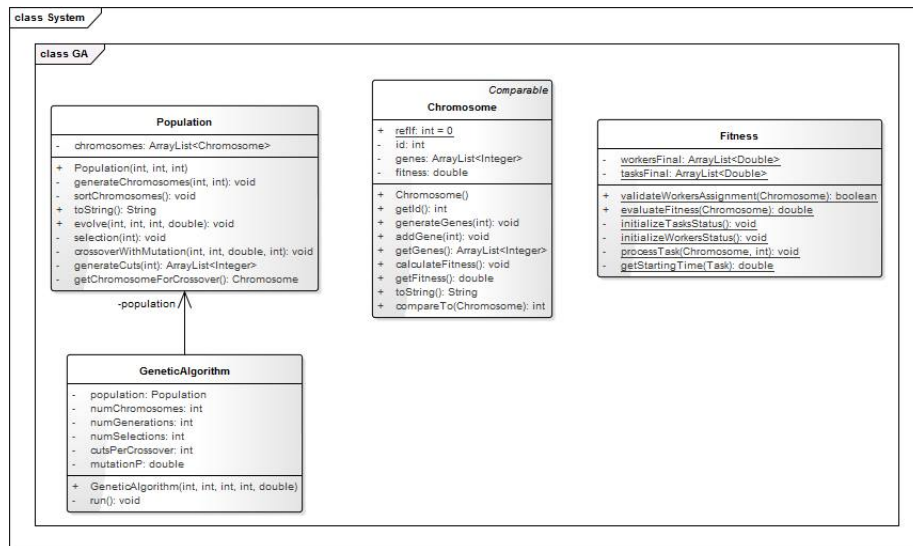 class System
class GA
Population
- chromosomes: ArrayList<Chromosome>
+ Population(int, int, int)
- generateChromosomes(int, int): void
- sortChromosomes(): void
+ toString(): String
+ evolve(int, int, int, double): void
- selection(int): void
- crossoverWithMutation(int, int, double, int): void
- generateCuts(int): ArrayList<Integer>
- getChromosomeForCrossover(): Chromosome
-population
GeneticAlgorithm
- population: Population
- numChromosomes: int
- numGenerations: int
- numSelections: int
- cutsPerCrossover: int
- mutationP: double
+ GeneticAlgorithm(int, int, int, int, double)
- run(): void
Comparable
Chromosome
+ refIf: int = 0
- id: int
- genes: ArrayList<Integer>
- fitness: double
+ Chromosome()
+ getId(): int
+ generateGenes(int): void
+ addGene(int): void
+ getGenes(): ArrayList<Integer>
+ calculateFitness(): void
+ getFitness(): double
+ toString(): String
+ compareTo(Chromosome): int
Fitness
- workersFinal: ArrayList<Double>
- tasksFinal: ArrayList<Double>
+ validateWorkersAssignment(Chromosome): boolean
+ evaluateFitness(Chromosome): double
- initializeTasksStatus(): void
- initializeWorkersStatus(): void
- processTask(Chromosome, int): void
- getStartingTime(Task): double